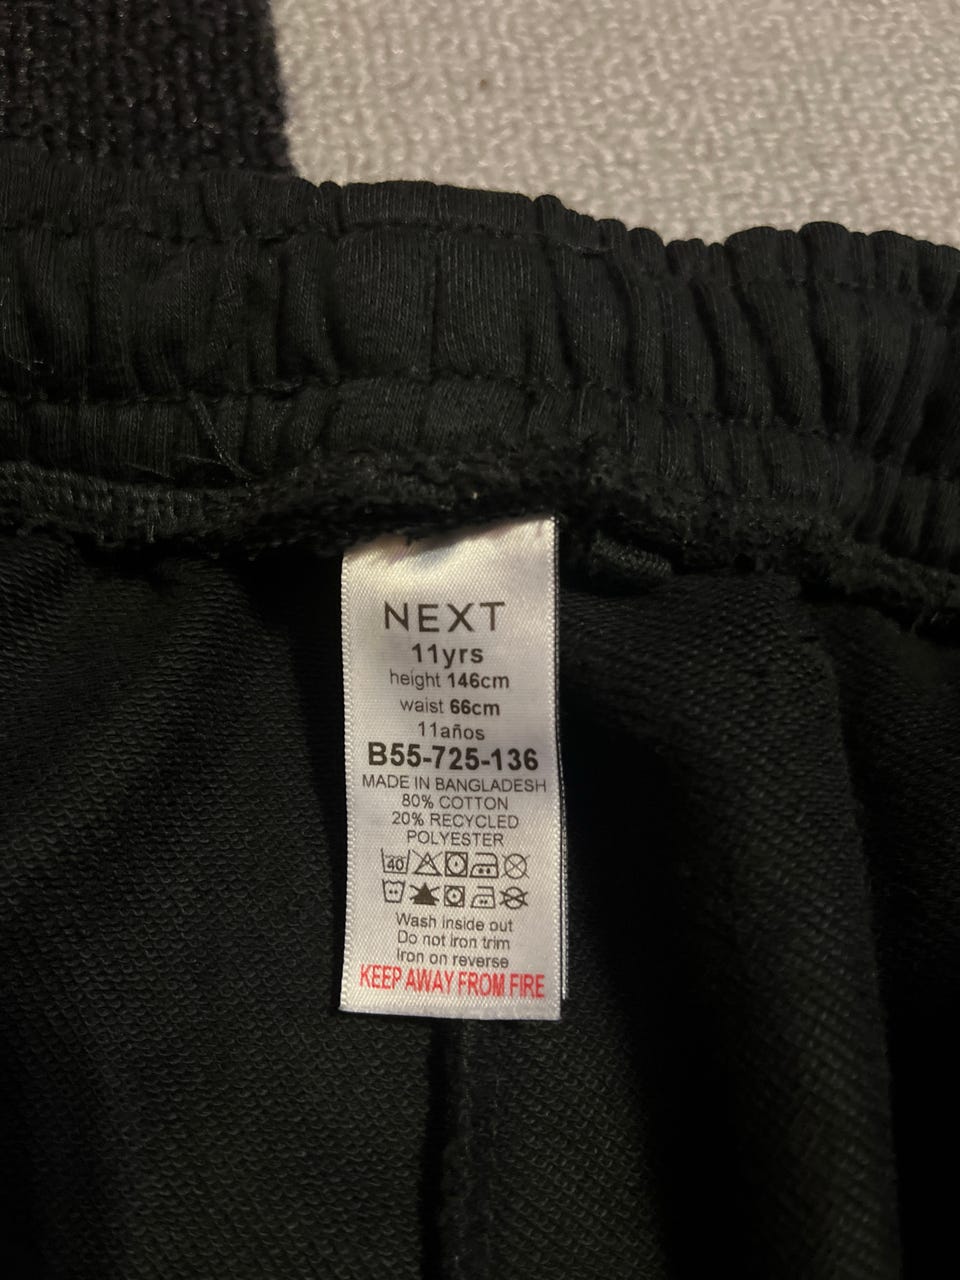 NEXT
11yrs
height 146cm
waist 66cm
11años
B55-725-136
MADE IN BANGLADESH
80% COTTON
20% RECYCLED
POLYESTER
40
Wash inside out
Do not iron trim
Iron on reverse
KEEP AWAY FROM FIRE